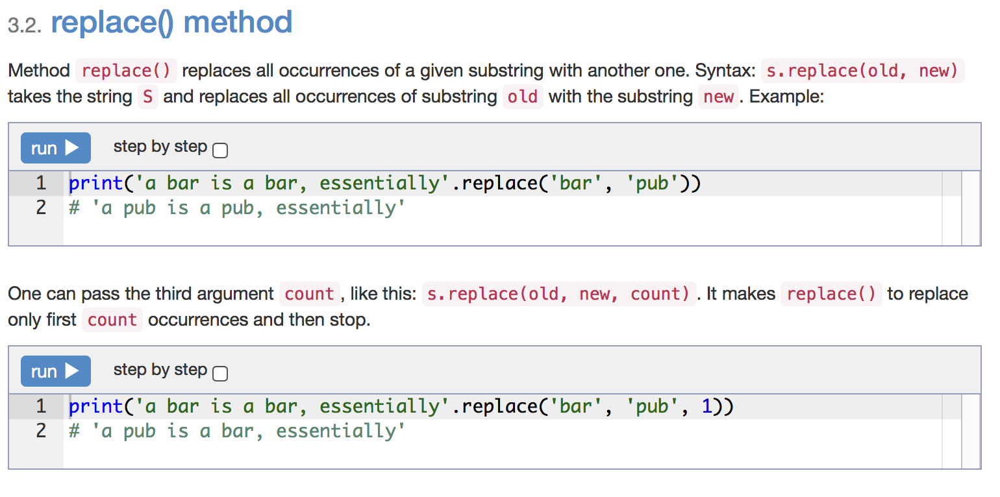 3.2. replace() method
Method replace() replaces all occurrences of a given substring with another one. Syntax: s.replace(old, new)
takes the string S and replaces all occurrences of substring old with the substring new. Example:
run step by step
1 print('a bar is a bar, essentially'.replace('bar', 'pub'))
2 # 'a pub is a pub, essentially'
One can pass the third argument count, like this: s.replace(old, new, count). It makes replace() to replace
only first count occurrences and then stop.
run step by step
1 print('a bar is a bar, essentially'.replace('bar', 'pub', 1))
2 # 'a pub is a bar, essentially'